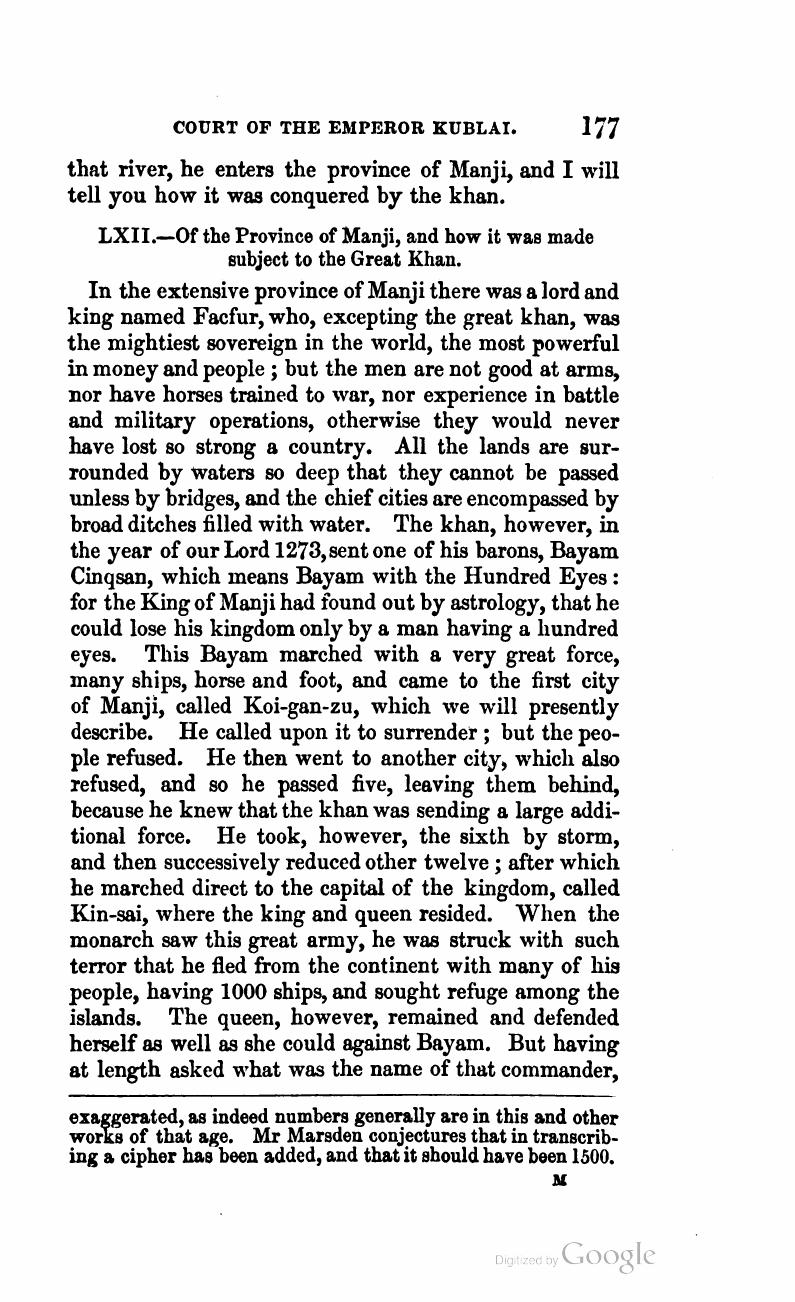 COURT OF THE EMPEROR KUBLAI. 177
that river, he enters the province of Manji, and I will
tell you how it was conquered by the khan.
LXII.—Of the Province of Manji, and how it was made
subject to the Great Khan.
In the extensive province of Manji there was a lord and
king named Facfur, who, excepting the great khan, was
the mightiest sovereign in the world, the most powerful
in money and people ; but the men are not good at arms,
nor have horses trained to war, nor experience in battle
and military operations, otherwise they would never
have lost so strong a country. All the lands are sur-
rounded by waters so deep that they cannot be passed
unless by bridges, and the chief cities are encompassed by
broad ditches filled with water. The khan, however, in
the year of our Lord 1273, sent one of his barons, Bayam
Cinqsan, which means Bayam with the Hundred Eyes :
for the King of Manji had found out by astrology, that he
could lose his kingdom only by a man having a hundred
eyes. This Bayam marched with a very great force,
many ships, horse and foot, and came to the first city
of Manji, called Koi-gan-zu, which we will presently
describe. He called upon it to surrender ; but the peo-
ple refused. He then went to another city, which also
refused, and so he passed five, leaving them behind,
because he knew that the khan was sending a large addi-
tional force. He took, however, the sixth by storm,
and then successively reduced other twelve ; after which
he marched direct to the capital of the kingdom, called
Kin-sai, where the king and queen resided. When the
monarch saw this great army, he was struck with such
terror that he fled from the continent with many of his
people, having 1000 ships, and sought refuge among the
islands. The queen, however, remained and defended
herself as well as she could against Bayam. But having
at length asked what was the name of that commander,
exaggerated, as indeed numbers generally are in this and other
works of that age. Mr Marsden conjectures that in transcrib-
ing a cipher has been added, and that it should have been 1500.
M
Digitized by Google